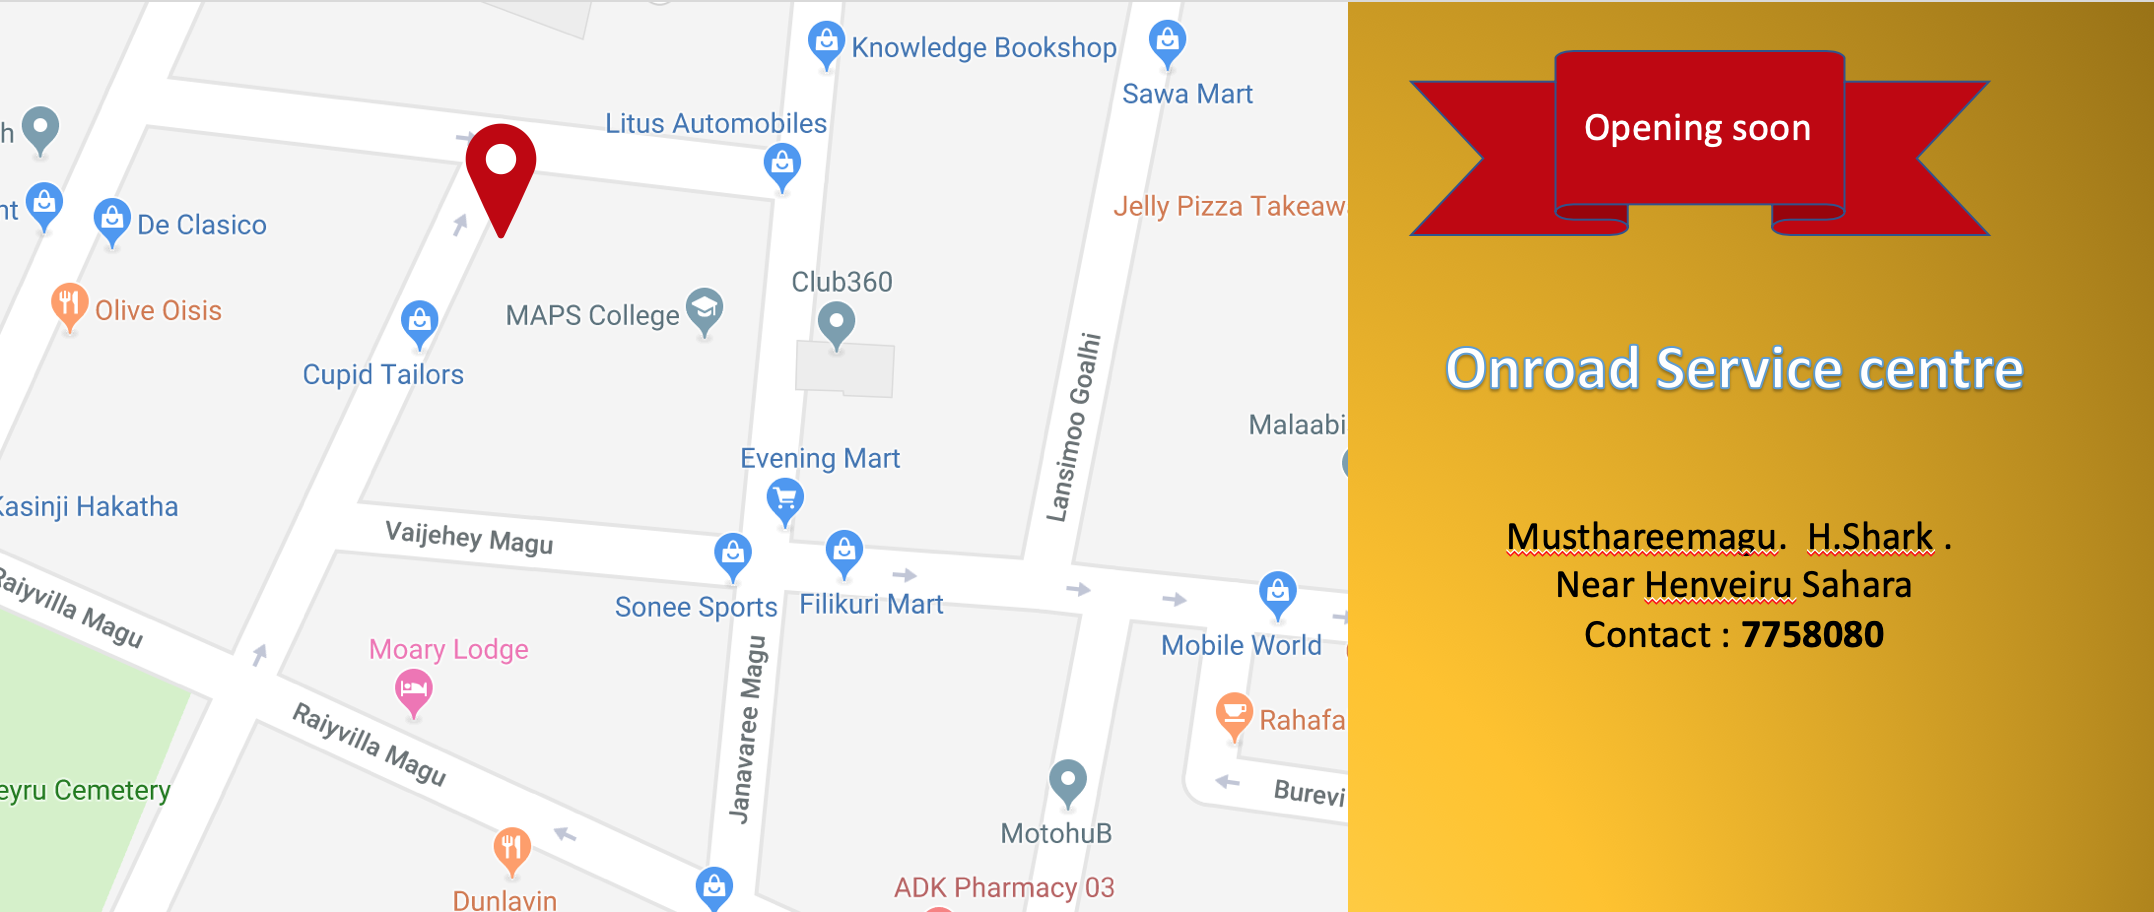 Knowledge Bookshop
Sawa Mart
Litus Automobiles
h
nt
De Clasico
Jelly Pizza Takeaw
Olive Oisis
MAPS College
Club360
Cupid Tailors
Lansimoo Goalhi
Malaabi
Evening Mart
Kasinji Hakatha
Vaijehey Magu
Sonee Sports
Filikuri Mart
Raiyvilla Magu
Mobile World
Moary Lodge
Janavaree Magu
Raiyvilla Magu
Rahafa
eyru Cemetery
Burevi
MotohuB
ADK Pharmacy 03
Dunlavin
Opening soon
Onroad Service centre
Musthareemagu. H.Shark .
Near Henveiru Sahara
Contact : 7758080